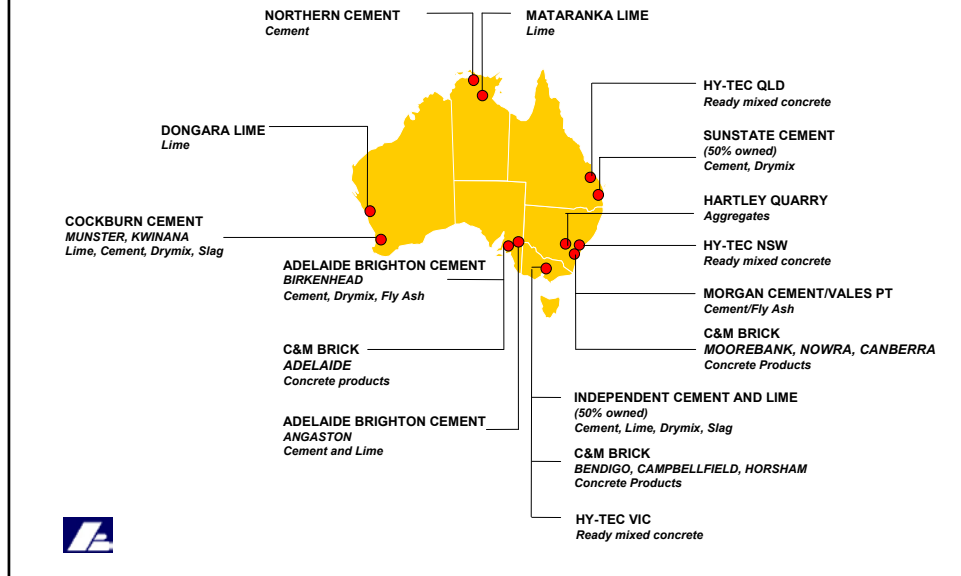 NORTHERN CEMENT
Cement
MATARANKA LIME
Lime
HY-TEC QLD
Ready mixed concrete
SUNSTATE CEMENT
(50% owned)
Cement, Drymix
DONGARA LIME
Lime
HARTLEY QUARRY
Aggregates
COCKBURN CEMENT
MUNSTER, KWINANA
Lime, Cement, Drymix, Slag
HY-TEC NSW
Ready mixed concrete
ADELAIDE BRIGHTON CEMENT
BIRKENHEAD
Cement, Drymix, Fly Ash
MORGAN CEMENT/VALES PT
Cement/Fly Ash
C&M BRICK
MOOREBANK, NOWRA, CANBERRA
Concrete Products
C&M BRICK
ADELAIDE
Concrete products
INDEPENDENT CEMENT AND LIME
(50% owned)
Cement, Lime, Drymix, Slag
ADELAIDE BRIGHTON CEMENT
ANGASTON
Cement and Lime
C&M BRICK
BENDIGO, CAMPBELLFIELD, HORSHAM
Concrete Products
HY-TEC VIC
Ready mixed concrete